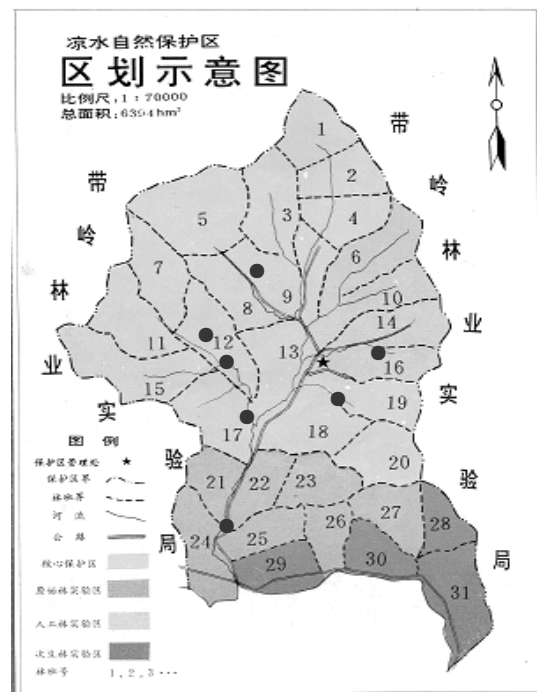 凉水自然保护区
区划示意图
比例尺,1:70000
总面积:6394hm²
带
岭
林
业
实
验
局
带
岭
林
业
实
验
局
1
2
3
4
5
6
7
8
9
10
11
12
13
14
15
16
17
18
19
20
21
22
23
24
25
26
27
28
29
30
31
图 例
保护区管理处
保护区界
林班界
河 流
公 路
核心保护区
原始林实验区
人工林实验区
次生林实验区
林班号 1,2,3···